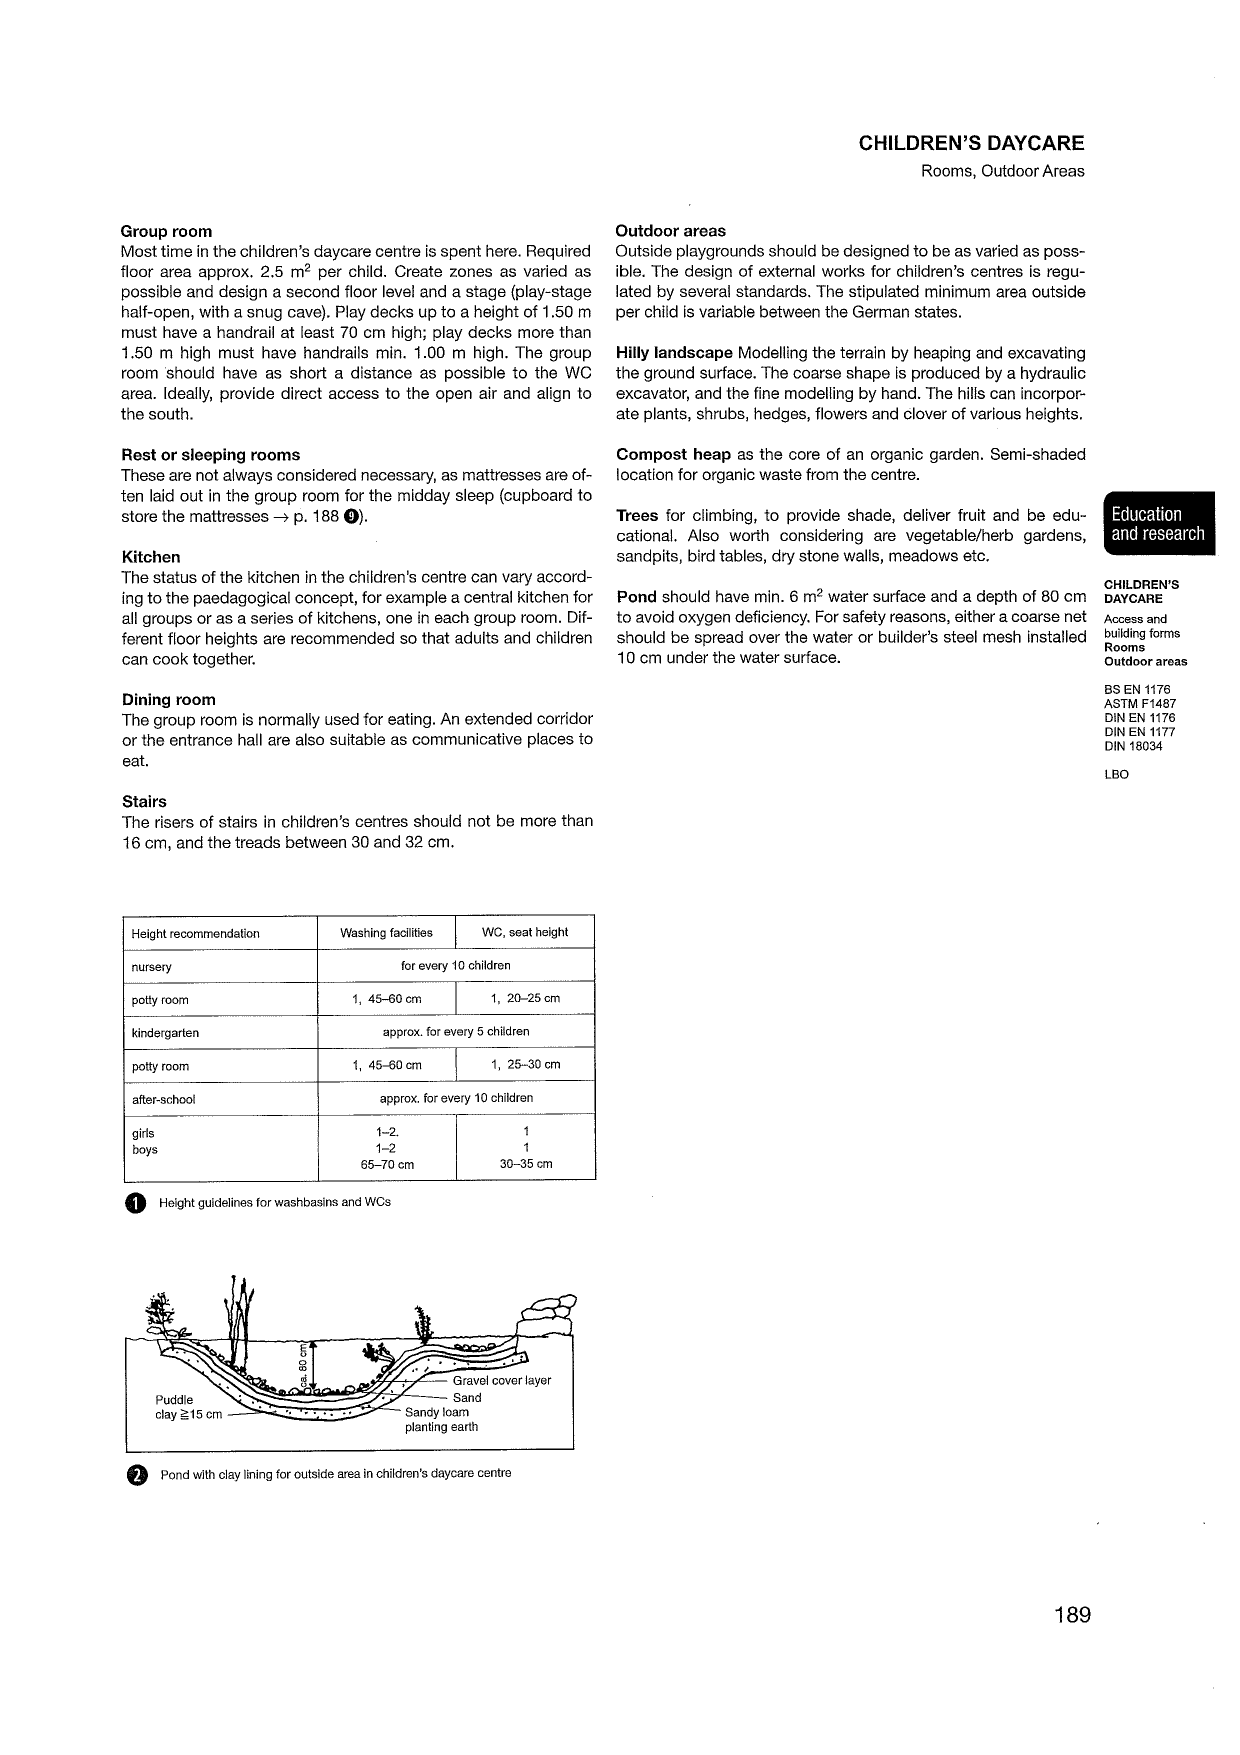 CHILDREN'S DAYCARE
Rooms, Outdoor Areas
Group room
Most time in the children's daycare centre is spent here. Required
floor area approx. 2.5 m² per child. Create zones as varied as
possible and design a second floor level and a stage (play-stage
half-open, with a snug cave). Play decks up to a height of 1.50 m
must have a handrail at least 70 cm high; play decks more than
1.50 m high must have handrails min. 1.00 m high. The group
room should have as short a distance as possible to the WC
area. Ideally, provide direct access to the open air and align to
the south.
Rest or sleeping rooms
These are not always considered necessary, as mattresses are of-
ten laid out in the group room for the midday sleep (cupboard to
store the mattresses → p. 188 ❾).
Kitchen
The status of the kitchen in the children's centre can vary accord-
ing to the paedagogical concept, for example a central kitchen for
all groups or as a series of kitchens, one in each group room. Dif-
ferent floor heights are recommended so that adults and children
can cook together.
Dining room
The group room is normally used for eating. An extended corridor
or the entrance hall are also suitable as communicative places to
eat.
Stairs
The risers of stairs in children's centres should not be more than
16 cm, and the treads between 30 and 32 cm.
Outdoor areas
Outside playgrounds should be designed to be as varied as poss-
ible. The design of external works for children's centres is regu-
lated by several standards. The stipulated minimum area outside
per child is variable between the German states.
Hilly landscape Modelling the terrain by heaping and excavating
the ground surface. The coarse shape is produced by a hydraulic
excavator, and the fine modelling by hand. The hills can incorpor-
ate plants, shrubs, hedges, flowers and clover of various heights.
Compost heap as the core of an organic garden. Semi-shaded
location for organic waste from the centre.
Trees for climbing, to provide shade, deliver fruit and be edu-
cational. Also worth considering are vegetable/herb gardens,
sandpits, bird tables, dry stone walls, meadows etc.
Pond should have min. 6 m² water surface and a depth of 80 cm
to avoid oxygen deficiency. For safety reasons, either a coarse net
should be spread over the water or builder's steel mesh installed
10 cm under the water surface.
Education
and research
CHILDREN'S
DAYCARE
Access and
building forms
Rooms
Outdoor areas
BS EN 1176
ASTM F1487
DIN EN 1176
DIN EN 1177
DIN 18034
LBO
Height recommendation Washing facilities WC, seat height
nursery for every 10 children
potty room 1, 45–60 cm 1, 20–25 cm
kindergarten approx. for every 5 children
potty room 1, 45–60 cm 1, 25–30 cm
after-school approx. for every 10 children
girls 1–2. 1
boys 1–2 1
65–70 cm 30–35 cm
❶ Height guidelines for washbasins and WCs
ca. 80 cm
Gravel cover layer
Puddle
clay ≧15 cm
Sand
Sandy loam
planting earth
❷ Pond with clay lining for outside area in children's daycare centre
189